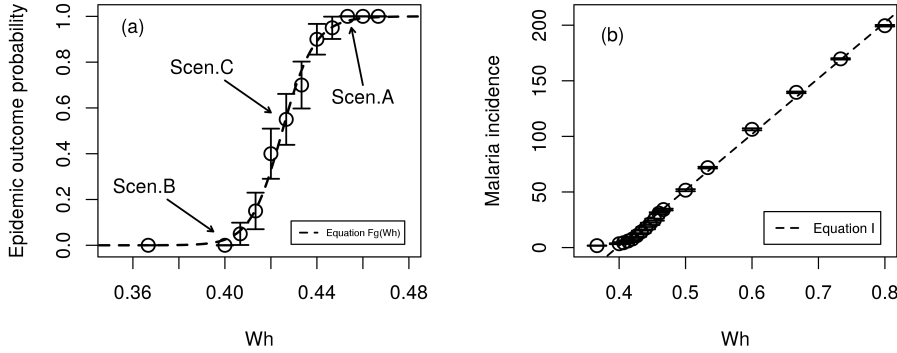 (a)
Epidemic outcome probability
1.0
0.8
0.6
0.4
0.2
0.0
Scen.C
Scen.A
Scen.B
Equation Fg(Wh)
0.36
0.40
0.44
0.48
Wh
(b)
Malaria incidence
200
150
100
50
0
Equation I
0.4
0.5
0.6
0.7
0.8
Wh